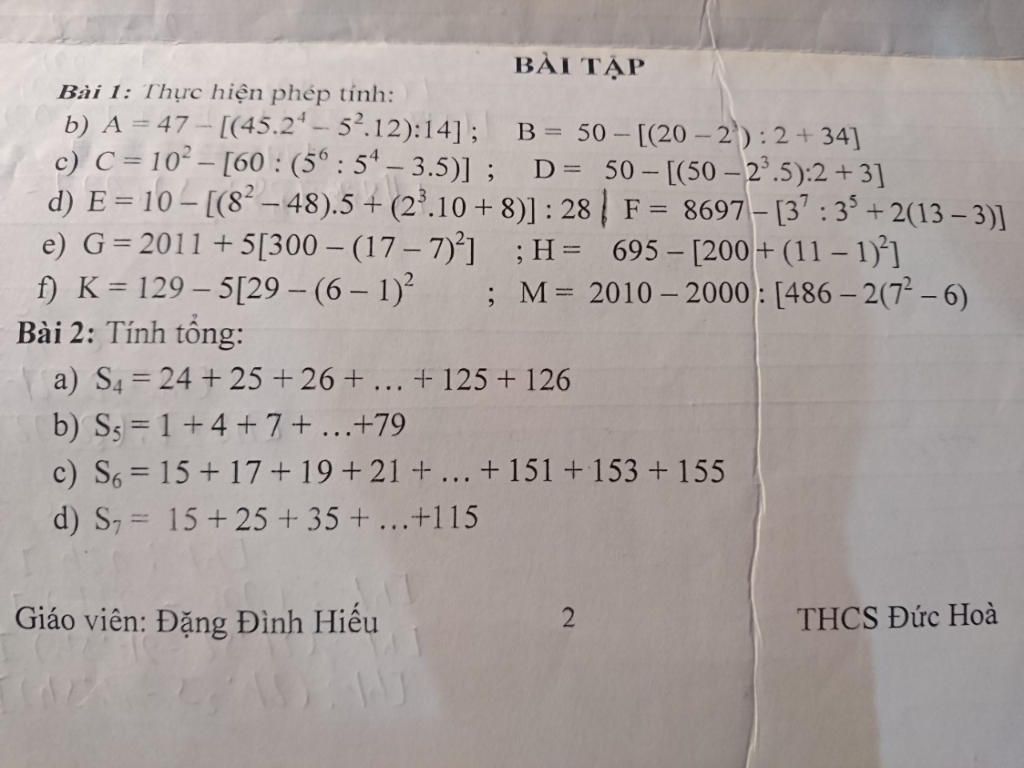 BÀI TẬP
Bài 1: Thực hiện phép tính:
b) A = 47 – [(45.2⁴ – 5².12):14] ; B = 50 – [(20 – 2 ) : 2 + 34]
c) C = 10² – [60 : (5⁶ : 5⁴ – 3.5)] ; D = 50 – [(50 – 2³.5):2 + 3]
d) E = 10 – [(8² – 48).5 + (2³.10 + 8)] : 28 F = 8697 – [3⁷ : 3⁵ + 2(13 – 3)]
e) G = 2011 + 5[300 – (17 – 7)²] ; H = 695 – [200 + (11 – 1)²]
f) K = 129 – 5[29 – (6 – 1)² ; M = 2010 – 2000 : [486 – 2(7² – 6)
Bài 2: Tính tổng:
a) S₄ = 24 + 25 + 26 + … + 125 + 126
b) S₅ = 1 + 4 + 7 + …+79
c) S₆ = 15 + 17 + 19 + 21 + … + 151 + 153 + 155
d) S₇ = 15 + 25 + 35 + …+115
Giáo viên: Đặng Đình Hiếu 2 THCS Đức Hoà